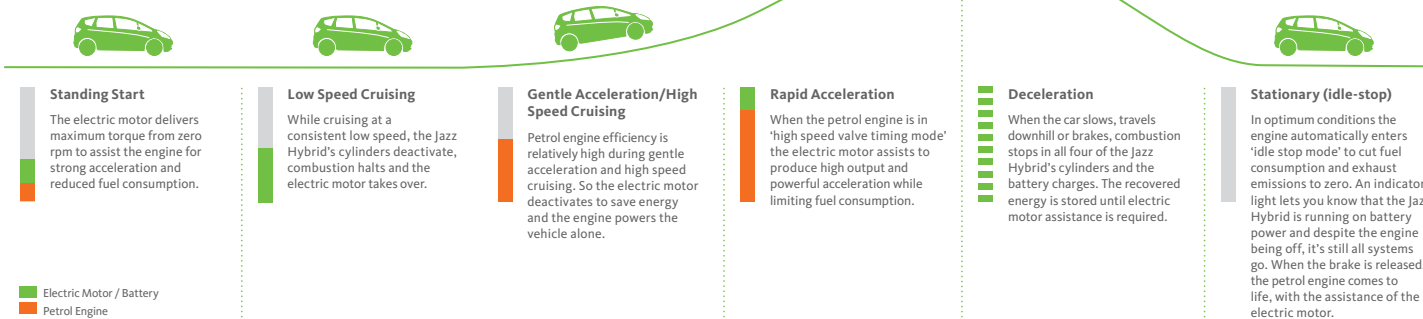 Standing Start
The electric motor delivers
maximum torque from zero
rpm to assist the engine for
strong acceleration and
reduced fuel consumption.
Low Speed Cruising
While cruising at a
consistent low speed, the Jazz
Hybrid's cylinders deactivate,
combustion halts and the
electric motor takes over.
Gentle Acceleration/High
Speed Cruising
Petrol engine efficiency is
relatively high during gentle
acceleration and high speed
cruising. So the electric motor
deactivates to save energy
and the engine powers the
vehicle alone.
Rapid Acceleration
When the petrol engine is in
'high speed valve timing mode'
the electric motor assists to
produce high output and
powerful acceleration while
limiting fuel consumption.
Deceleration
When the car slows, travels
downhill or brakes, combustion
stops in all four of the Jazz
Hybrid's cylinders and the
battery charges. The recovered
energy is stored until electric
motor assistance is required.
Stationary (idle-stop)
In optimum conditions the
engine automatically enters
'idle stop mode' to cut fuel
consumption and exhaust
emissions to zero. An indicator
light lets you know that the Jaz
Hybrid is running on battery
power and despite the engine
being off, it's still all systems
go. When the brake is released
the petrol engine comes to
life, with the assistance of the
electric motor.
Electric Motor / Battery
Petrol Engine